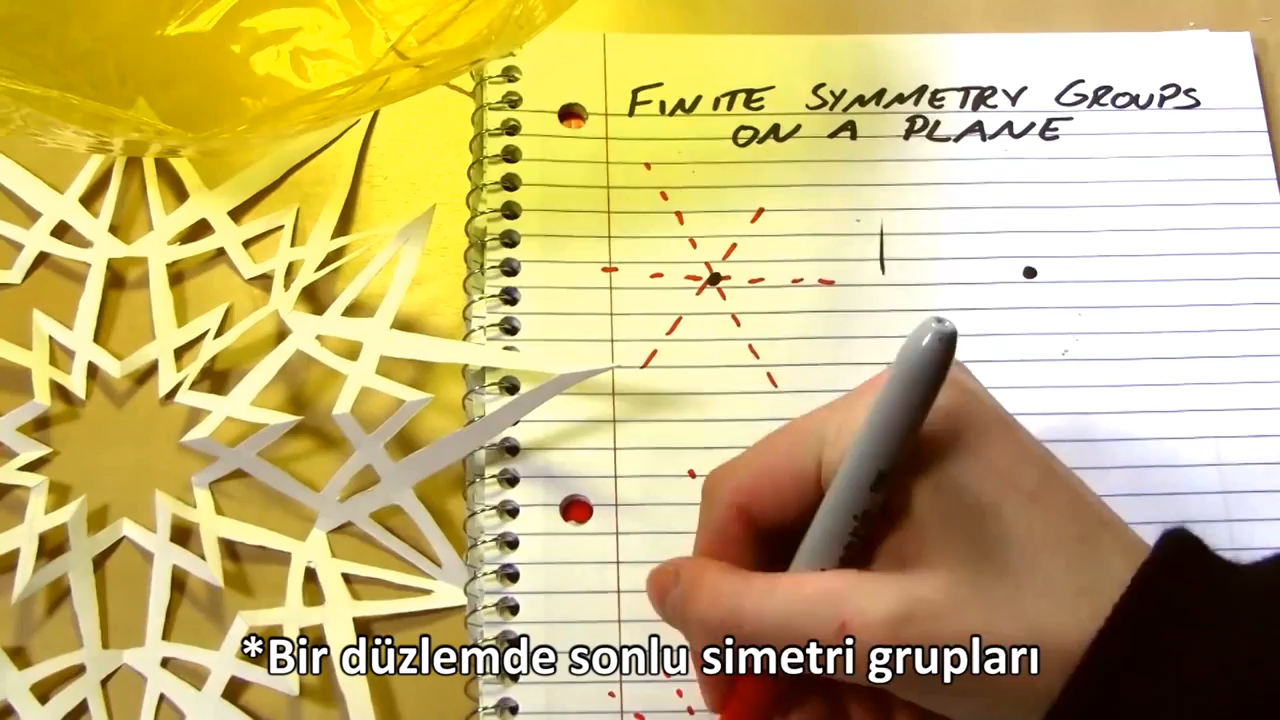 FINITE SYMMETRY GROUPS
ON A PLANE
*Bir düzlemde sonlu simetri grupları